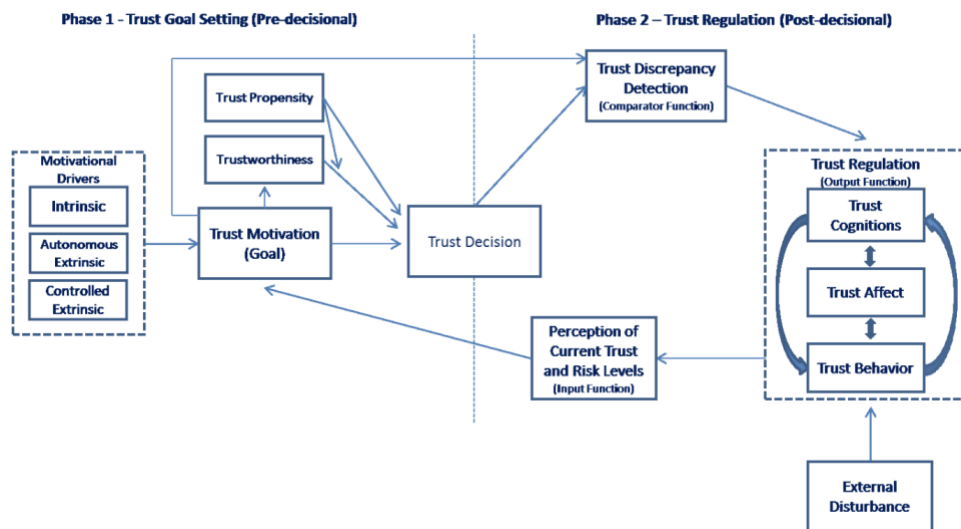 Phase 1 - Trust Goal Setting (Pre-decisional)
Phase 2 – Trust Regulation (Post-decisional)
Trust Discrepancy
Detection
(Comparator Function)
Trust Propensity
Trustworthiness
Motivational
Drivers
Intrinsic
Autonomous
Extrinsic
Controlled
Extrinsic
Trust Motivation
(Goal)
Trust Decision
Trust Regulation
(Output Function)
Trust
Cognitions
Trust Affect
Trust Behavior
Perception of
Current Trust
and Risk Levels
(Input Function)
External
Disturbance